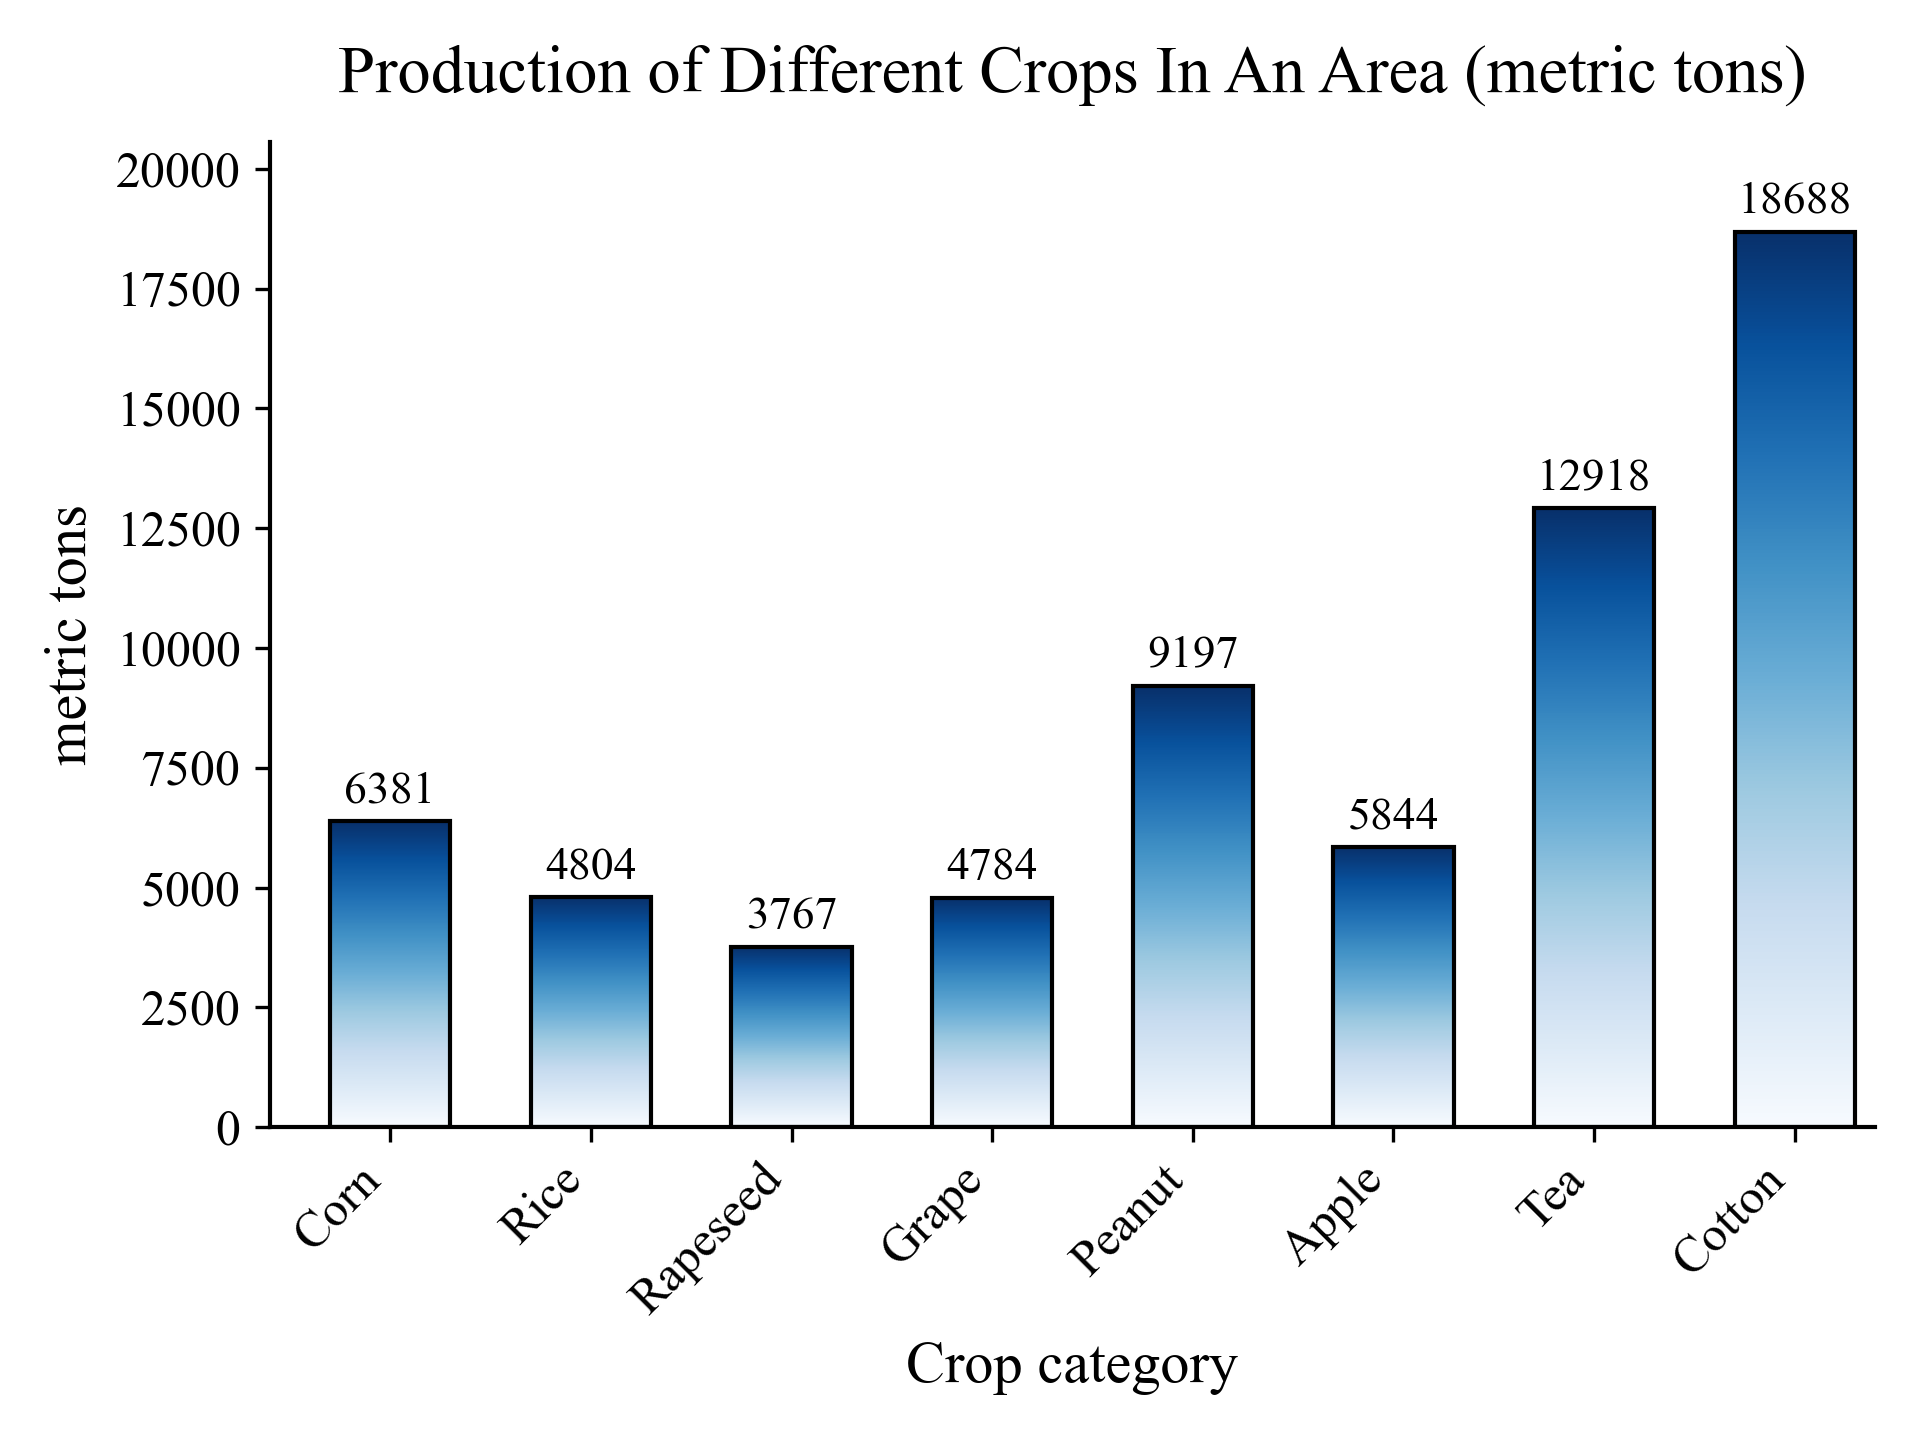 Production of Different Crops In An Area (metric tons)
metric tons
20000
17500
15000
12500
10000
7500
5000
2500
0
6381
4804
3767
4784
9197
5844
12918
18688
Corn
Rice
Rapeseed
Grape
Peanut
Apple
Tea
Cotton
Crop category